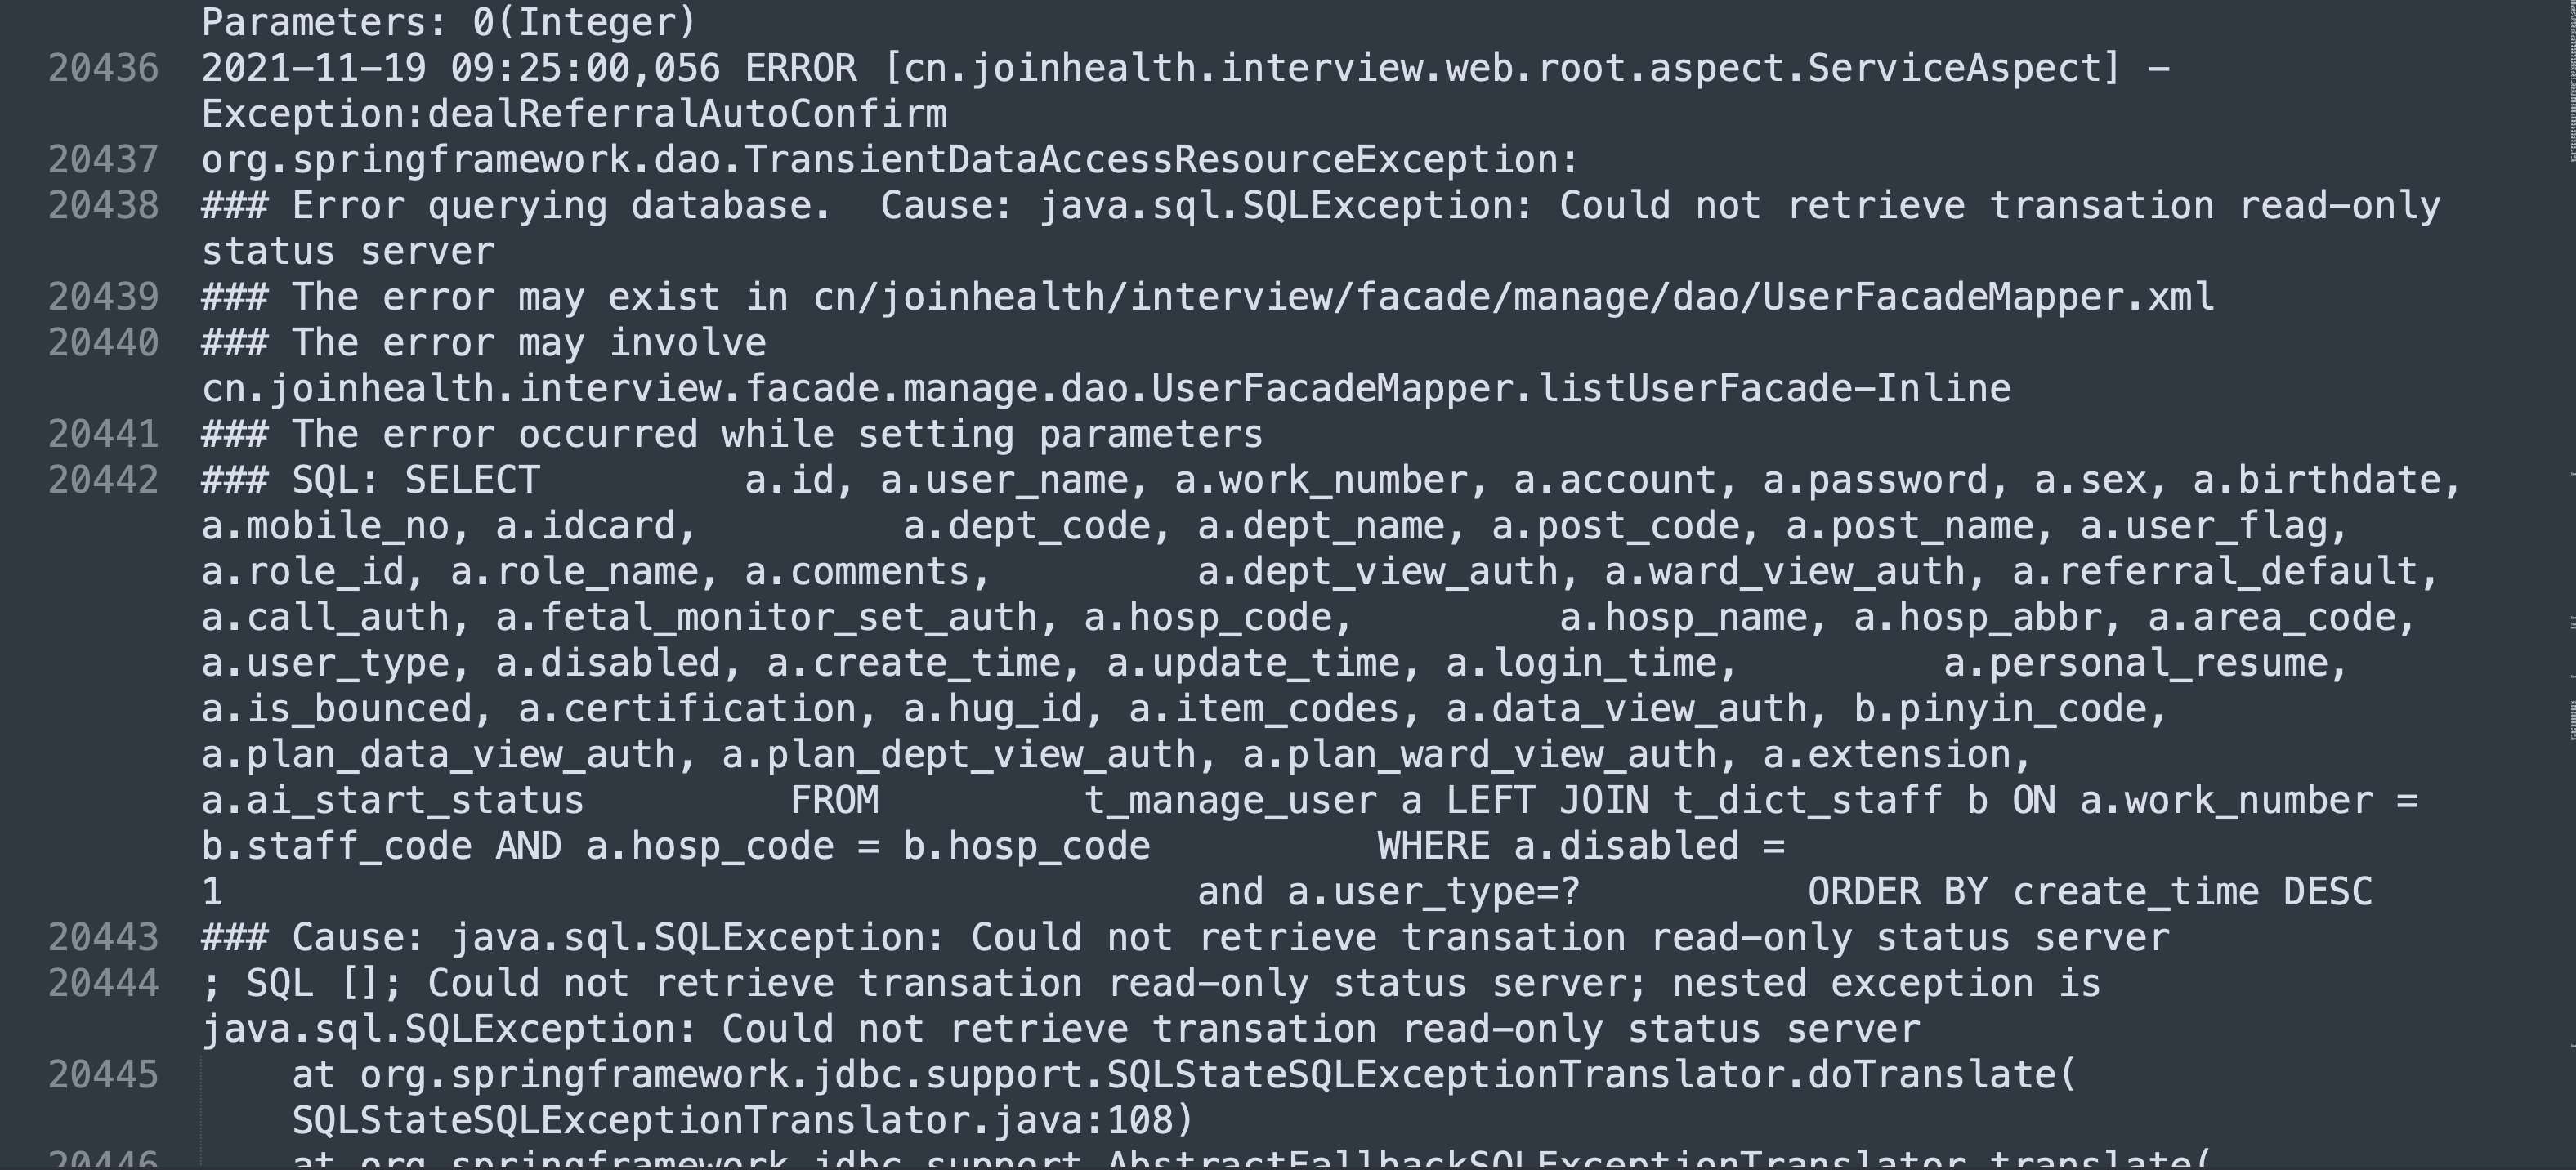 Parameters: 0(Integer)
20436 2021-11-19 09:25:00,056 ERROR [cn.joinhealth.interview.web.root.aspect.ServiceAspect] -
Exception:dealReferralAutoConfirm
20437 org.springframework.dao.TransientDataAccessResourceException:
20438 ### Error querying database.  Cause: java.sql.SQLException: Could not retrieve transation read-only
status server
20439 ### The error may exist in cn/joinhealth/interview/facade/manage/dao/UserFacadeMapper.xml
20440 ### The error may involve
cn.joinhealth.interview.facade.manage.dao.UserFacadeMapper.listUserFacade-Inline
20441 ### The error occurred while setting parameters
20442 ### SQL: SELECT         a.id, a.user_name, a.work_number, a.account, a.password, a.sex, a.birthdate,
a.mobile_no, a.idcard,         a.dept_code, a.dept_name, a.post_code, a.post_name, a.user_flag,
a.role_id, a.role_name, a.comments,         a.dept_view_auth, a.ward_view_auth, a.referral_default,
a.call_auth, a.fetal_monitor_set_auth, a.hosp_code,         a.hosp_name, a.hosp_abbr, a.area_code,
a.user_type, a.disabled, a.create_time, a.update_time, a.login_time,         a.personal_resume,
a.is_bounced, a.certification, a.hug_id, a.item_codes, a.data_view_auth, b.pinyin_code,
a.plan_data_view_auth, a.plan_dept_view_auth, a.plan_ward_view_auth, a.extension,
a.ai_start_status         FROM         t_manage_user a LEFT JOIN t_dict_staff b ON a.work_number =
b.staff_code AND a.hosp_code = b.hosp_code          WHERE a.disabled =
1                                           and a.user_type=?          ORDER BY create_time DESC
20443 ### Cause: java.sql.SQLException: Could not retrieve transation read-only status server
20444 ; SQL []; Could not retrieve transation read-only status server; nested exception is
java.sql.SQLException: Could not retrieve transation read-only status server
20445     at org.springframework.jdbc.support.SQLStateSQLExceptionTranslator.doTranslate(
SQLStateSQLExceptionTranslator.java:108)
20446     at org.springframework.jdbc.support.AbstractFallbackSQLExceptionTranslator.translate(